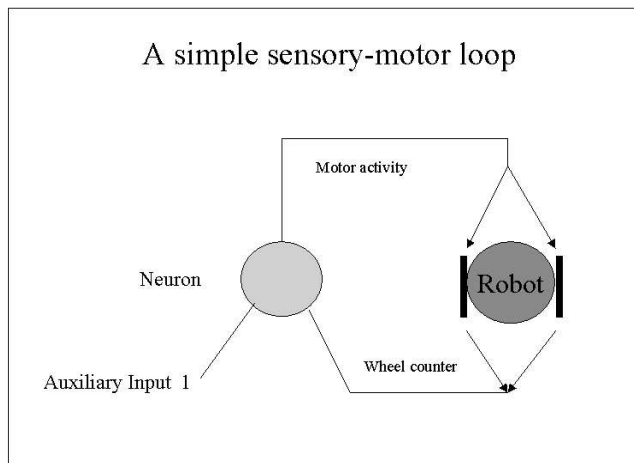 A simple sensory-motor loop
Motor activity
Neuron
Robot
Wheel counter
Auxiliary Input 1